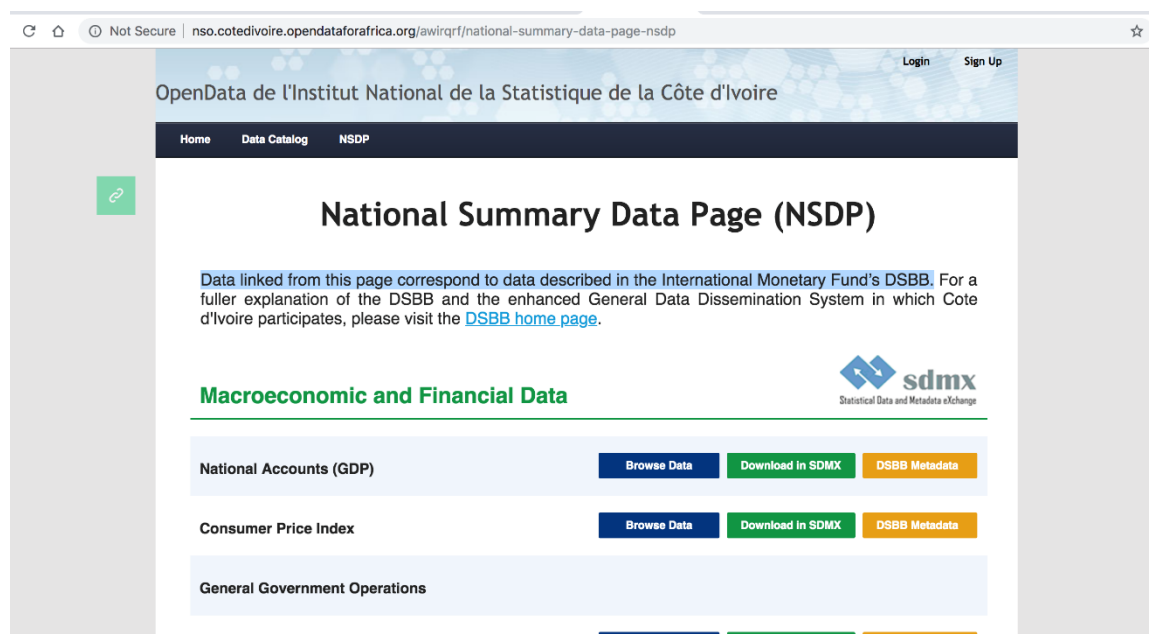 Not Secure | nso.cotedivoire.opendataforafrica.org/awirqrf/national-summary-data-page-nsdp
Login Sign Up
OpenData de l'Institut National de la Statistique de la Côte d'Ivoire
Home Data Catalog NSDP
National Summary Data Page (NSDP)
Data linked from this page correspond to data described in the International Monetary Fund's DSBB. For a
fuller explanation of the DSBB and the enhanced General Data Dissemination System in which Cote
d'Ivoire participates, please visit the DSBB home page.
sdmx
Statistical Data and Metadata eXchange
Macroeconomic and Financial Data
National Accounts (GDP) Browse Data Download in SDMX DSBB Metadata
Consumer Price Index Browse Data Download in SDMX DSBB Metadata
General Government Operations